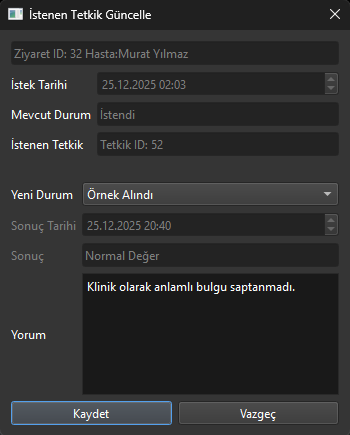 İstenen Tetkik Güncelle
Ziyaret ID: 32 Hasta:Murat Yılmaz
İstek Tarihi 25.12.2025 02:03
Mevcut Durum İstendi
İstenen Tetkik Tetkik ID: 52
Yeni Durum Örnek Alındı
Sonuç Tarihi 25.12.2025 20:40
Sonuç Normal Değer
Klinik olarak anlamlı bulgu saptanmadı.
Yorum
Kaydet Vazgeç